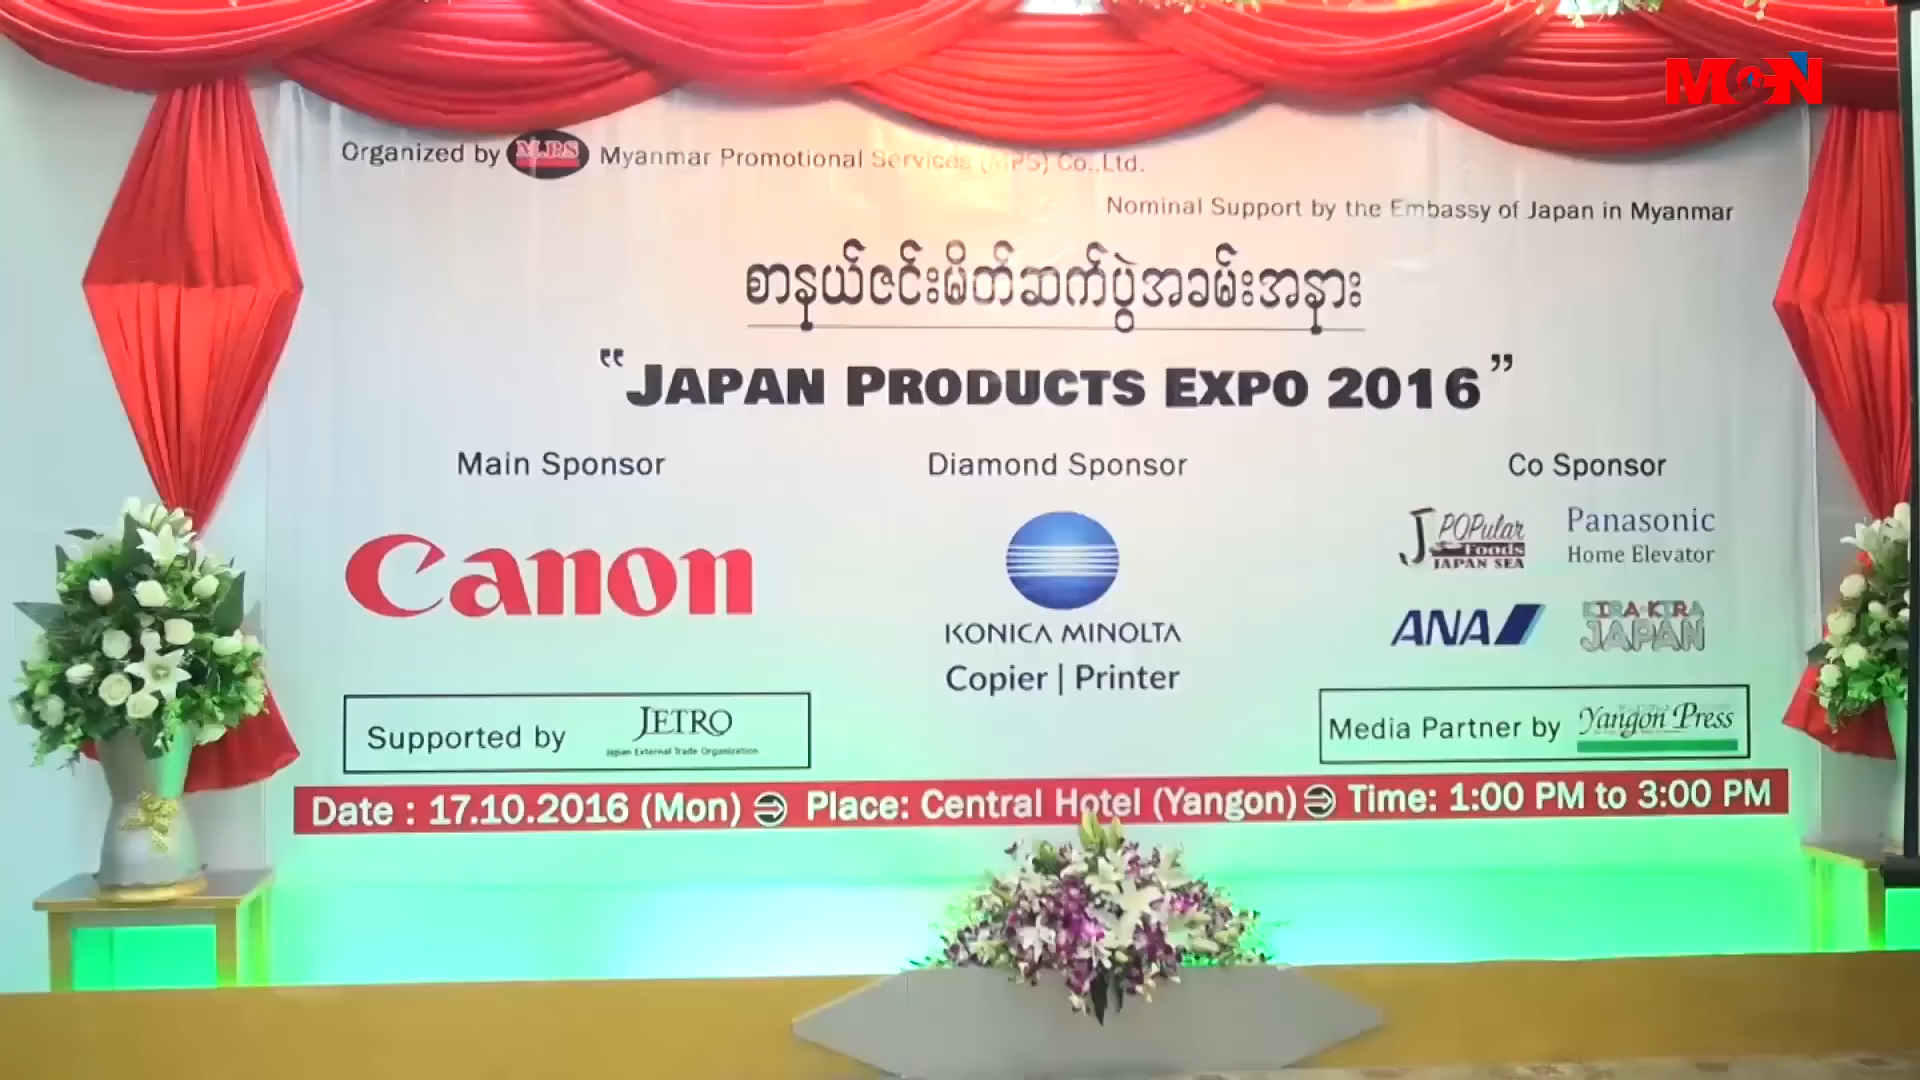 MCN
Organized by M.P.S Myanmar Promotional Services (MPS) Co.,Ltd.
Nominal Support by the Embassy of Japan in Myanmar
စာနယ်ဇင်းမိတ်ဆက်ပွဲအခမ်းအနား
“JAPAN PRODUCTS EXPO 2016”
Main Sponsor
Diamond Sponsor
Co Sponsor
Canon
KONICA MINOLTA
Copier | Printer
J POPular Foods JAPAN SEA
Panasonic
Home Elevator
ANA
KIRA KIRA
JAPAN
Supported by JETRO
Japan External Trade Organization
Media Partner by Yangon Press
Date : 17.10.2016 (Mon) ⮊ Place: Central Hotel (Yangon) ⮊ Time: 1:00 PM to 3:00 PM